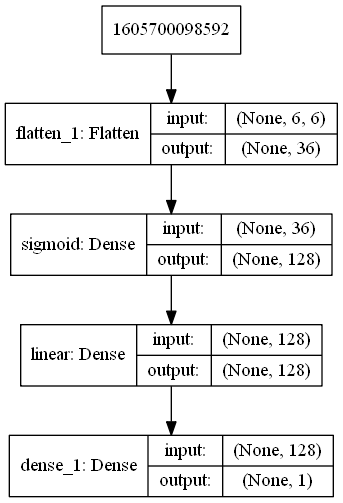 1605700098592
flatten_1: Flatten
input: (None, 6, 6)
output: (None, 36)
sigmoid: Dense
input: (None, 36)
output: (None, 128)
linear: Dense
input: (None, 128)
output: (None, 128)
dense_1: Dense
input: (None, 128)
output: (None, 1)